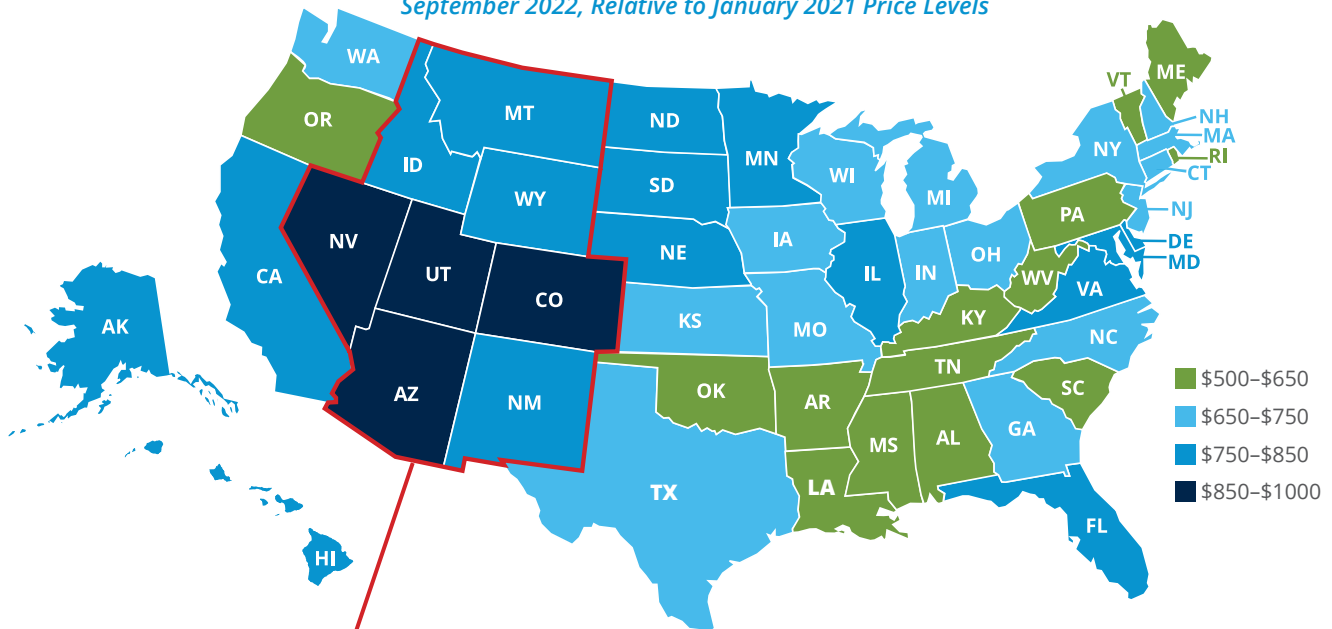 September 2022, Relative to January 2021 Price Levels
WA
OR
CA
NV
ID
MT
WY
UT
CO
AZ
NM
ND
SD
NE
KS
OK
TX
MN
IA
MO
AR
LA
WI
IL
MI
IN
OH
KY
TN
MS
AL
GA
FL
SC
NC
VA
WV
PA
NY
VT
ME
NH
MA
RI
CT
NJ
DE
MD
AK
HI
$500–$650
$650–$750
$750–$850
$850–$1000